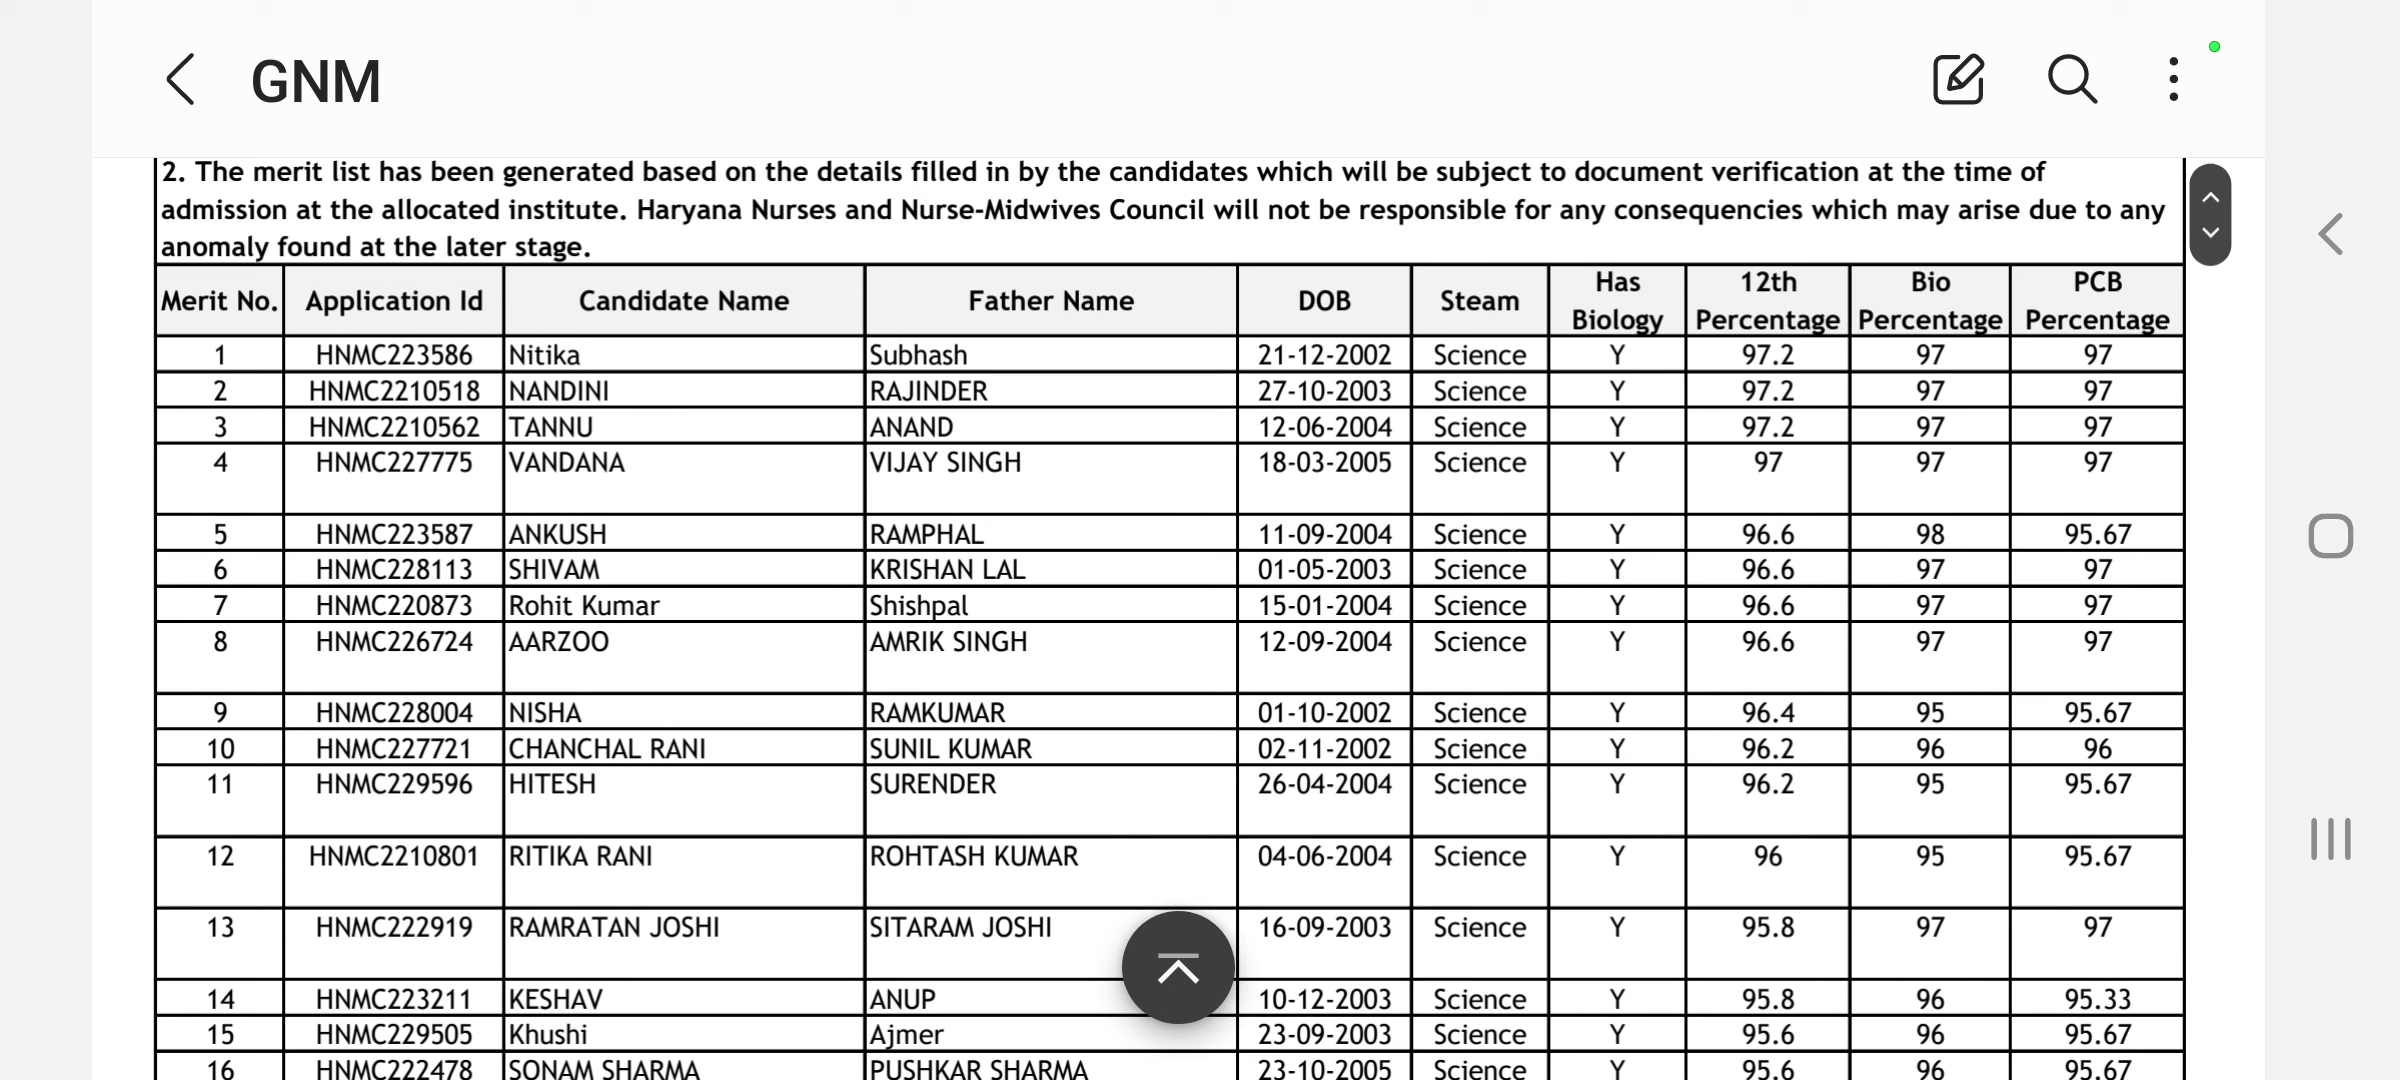 GNM
2. The merit list has been generated based on the details filled in by the candidates which will be subject to document verification at the time of
admission at the allocated institute. Haryana Nurses and Nurse-Midwives Council will not be responsible for any consequencies which may arise due to any
anomaly found at the later stage.
Merit No. Application Id Candidate Name Father Name DOB Steam Has Biology 12th Percentage Bio Percentage PCB Percentage
1 HNMC223586 Nitika Subhash 21-12-2002 Science Y 97.2 97 97
2 HNMC2210518 NANDINI RAJINDER 27-10-2003 Science Y 97.2 97 97
3 HNMC2210562 TANNU ANAND 12-06-2004 Science Y 97.2 97 97
4 HNMC227775 VANDANA VIJAY SINGH 18-03-2005 Science Y 97 97 97
5 HNMC223587 ANKUSH RAMPHAL 11-09-2004 Science Y 96.6 98 95.67
6 HNMC228113 SHIVAM KRISHAN LAL 01-05-2003 Science Y 96.6 97 97
7 HNMC220873 Rohit Kumar Shishpal 15-01-2004 Science Y 96.6 97 97
8 HNMC226724 AARZOO AMRIK SINGH 12-09-2004 Science Y 96.6 97 97
9 HNMC228004 NISHA RAMKUMAR 01-10-2002 Science Y 96.4 95 95.67
10 HNMC227721 CHANCHAL RANI SUNIL KUMAR 02-11-2002 Science Y 96.2 96 96
11 HNMC229596 HITESH SURENDER 26-04-2004 Science Y 96.2 95 95.67
12 HNMC2210801 RITIKA RANI ROHTASH KUMAR 04-06-2004 Science Y 96 95 95.67
13 HNMC222919 RAMRATAN JOSHI SITARAM JOSHI 16-09-2003 Science Y 95.8 97 97
14 HNMC223211 KESHAV ANUP 10-12-2003 Science Y 95.8 96 95.33
15 HNMC229505 Khushi Ajmer 23-09-2003 Science Y 95.6 96 95.67
16 HNMC222478 SONAM SHARMA PUSHKAR SHARMA 23-10-2005 Science Y 95.6 96 95.67